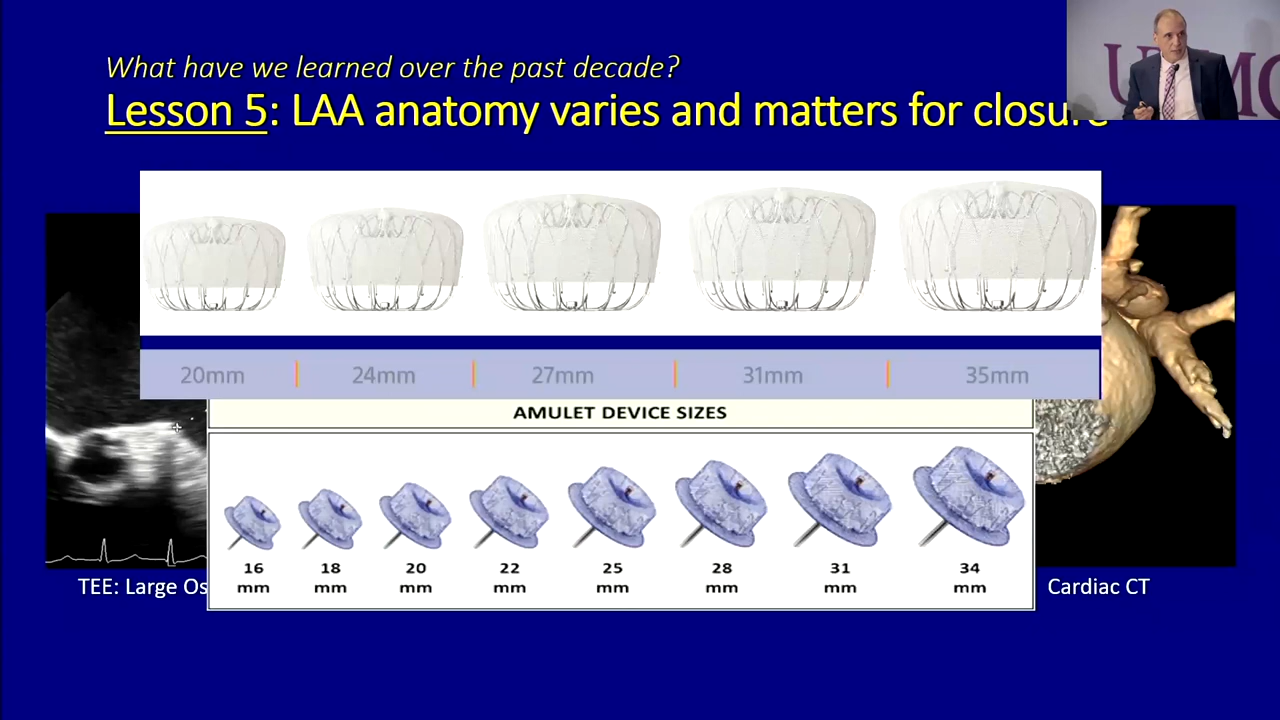 What have we learned over the past decade?
Lesson 5: LAA anatomy varies and matters for closure
20mm 24mm 27mm 31mm 35mm
AMULET DEVICE SIZES
16 18 20 22 25 28 31 34
mm mm mm mm mm mm mm mm
TEE: Large Os
Cardiac CT